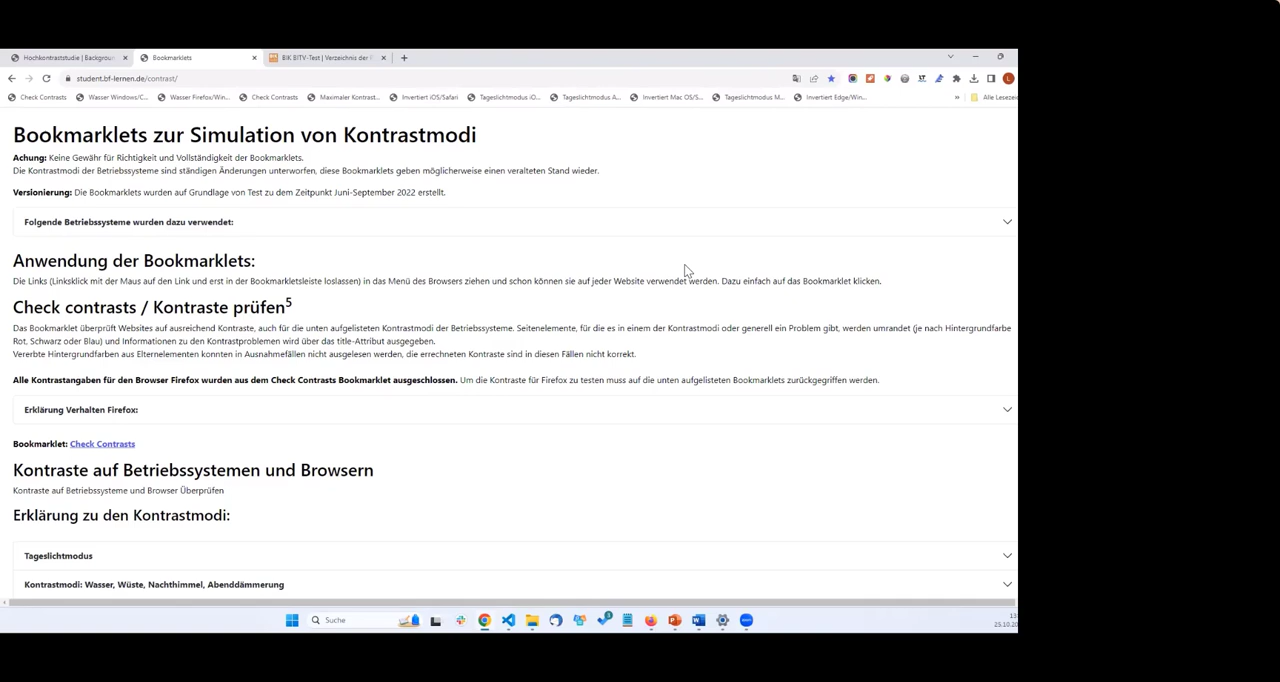 Hochkontraststudie | Backgroun
Bookmarklets
BIK BITV-Test | Verzeichnis der
student.bf-lernen.de/contrast/
Check Contrasts
Wasser Windows/C...
Wasser Firefox/Win...
Check Contrasts
Maximaler Kontrast...
Invertiert iOS/Safari
Tageslichtmodus iO...
Tageslichtmodus A...
Invertiert Mac OS/S...
Tageslichtmodus M...
Invertiert Edge/Win...
»
Alle Lesezei
Bookmarklets zur Simulation von Kontrastmodi
Achung: Keine Gewähr für Richtigkeit und Vollständigkeit der Bookmarklets.
Die Kontrastmodi der Betriebssysteme sind ständigen Änderungen unterworfen, diese Bookmarklets geben möglicherweise einen veralteten Stand wieder.
Versionierung: Die Bookmarklets wurden auf Grundlage von Test zu dem Zeitpunkt Juni-September 2022 erstellt.
Folgende Betriebssysteme wurden dazu verwendet:
Anwendung der Bookmarklets:
Die Links (Linksklick mit der Maus auf den Link und erst in der Bookmarkletsleiste loslassen) in das Menü des Browsers ziehen und schon können sie auf jeder Website verwendet werden. Dazu einfach auf das Bookmarklet klicken.
Check contrasts / Kontraste prüfen5
Das Bookmarklet überprüft Websites auf ausreichend Kontraste, auch für die unten aufgelisteten Kontrastmodi der Betriebssysteme. Seitenelemente, für die es in einem der Kontrastmodi oder generell ein Problem gibt, werden umrandet (je nach Hintergrundfarbe
Rot, Schwarz oder Blau) und Informationen zu den Kontrastproblemen wird über das title-Attribut ausgegeben.
Vererbte Hintergrundfarben aus Elternelementen konnten in Ausnahmefällen nicht ausgelesen werden, die errechneten Kontraste sind in diesen Fällen nicht korrekt.
Alle Kontrastangaben für den Browser Firefox wurden aus dem Check Contrasts Bookmarklet ausgeschlossen. Um die Kontraste für Firefox zu testen muss auf die unten aufgelisteten Bookmarklets zurückgegriffen werden.
Erklärung Verhalten Firefox:
Bookmarklet: Check Contrasts
Kontraste auf Betriebssystemen und Browsern
Kontraste auf Betriebssysteme und Browser Überprüfen
Erklärung zu den Kontrastmodi:
Tageslichtmodus
Kontrastmodi: Wasser, Wüste, Nachthimmel, Abenddämmerung
Suche
25.10.20